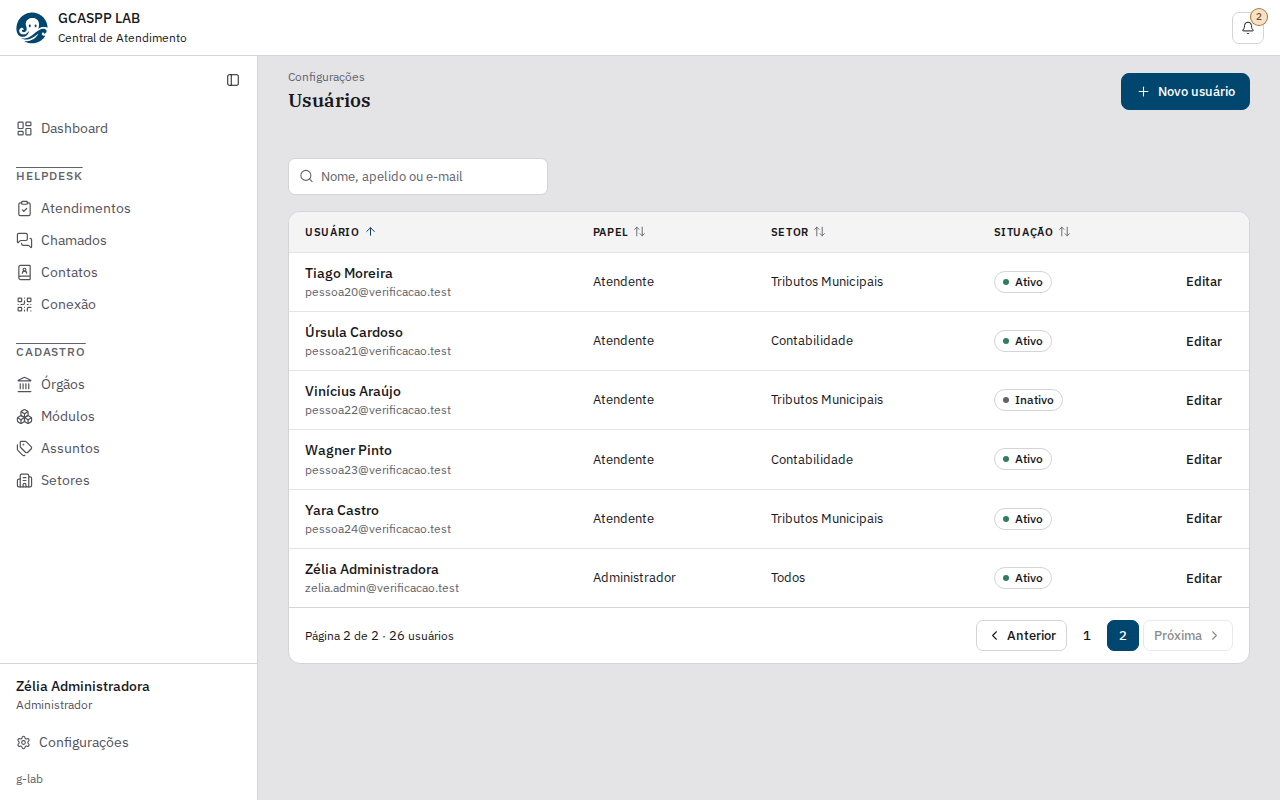 GCASPP LAB
Central de Atendimento
2
Dashboard
HELPDESK
Atendimentos
Chamados
Contatos
Conexão
CADASTRO
Órgãos
Módulos
Assuntos
Setores
Zélia Administradora
Administrador
Configurações
g-lab
Configurações
Usuários
Novo usuário
Nome, apelido ou e-mail
USUÁRIO PAPEL SETOR SITUAÇÃO
Tiago Moreira
pessoa20@verificacao.test
Atendente Tributos Municipais Ativo Editar
Úrsula Cardoso
pessoa21@verificacao.test
Atendente Contabilidade Ativo Editar
Vinícius Araújo
pessoa22@verificacao.test
Atendente Tributos Municipais Inativo Editar
Wagner Pinto
pessoa23@verificacao.test
Atendente Contabilidade Ativo Editar
Yara Castro
pessoa24@verificacao.test
Atendente Tributos Municipais Ativo Editar
Zélia Administradora
zelia.admin@verificacao.test
Administrador Todos Ativo Editar
Página 2 de 2 · 26 usuários
Anterior 1 2 Próxima